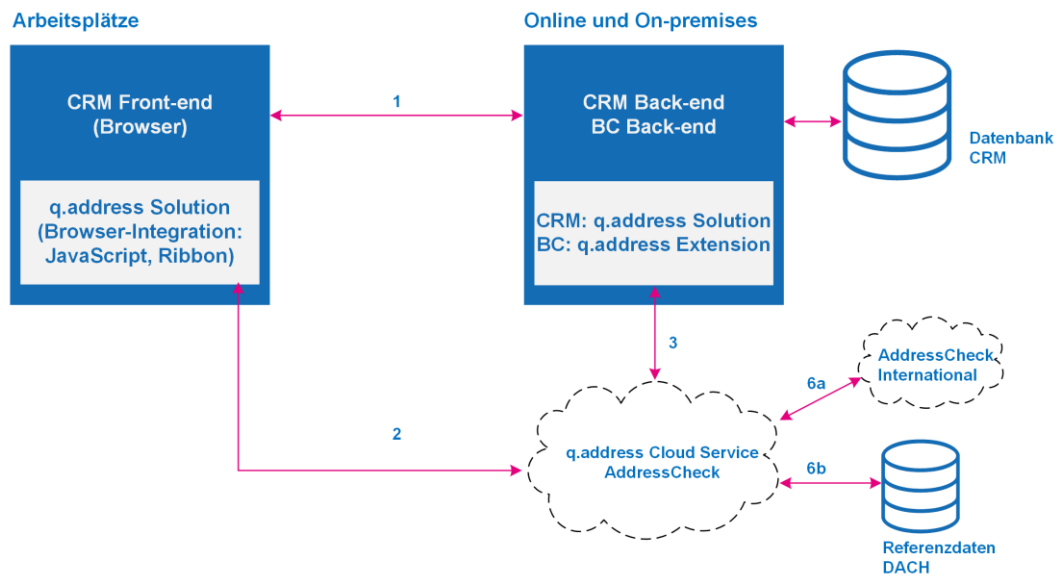 Arbeitsplätze
Online und On-premises
CRM Front-end
(Browser)
1
CRM Back-end
BC Back-end
Datenbank
CRM
q.address Solution
(Browser-Integration:
JavaScript, Ribbon)
CRM: q.address Solution
BC: q.address Extension
3
AddressCheck
International
6a
2
q.address Cloud Service
AddressCheck
6b
Referenzdaten
DACH